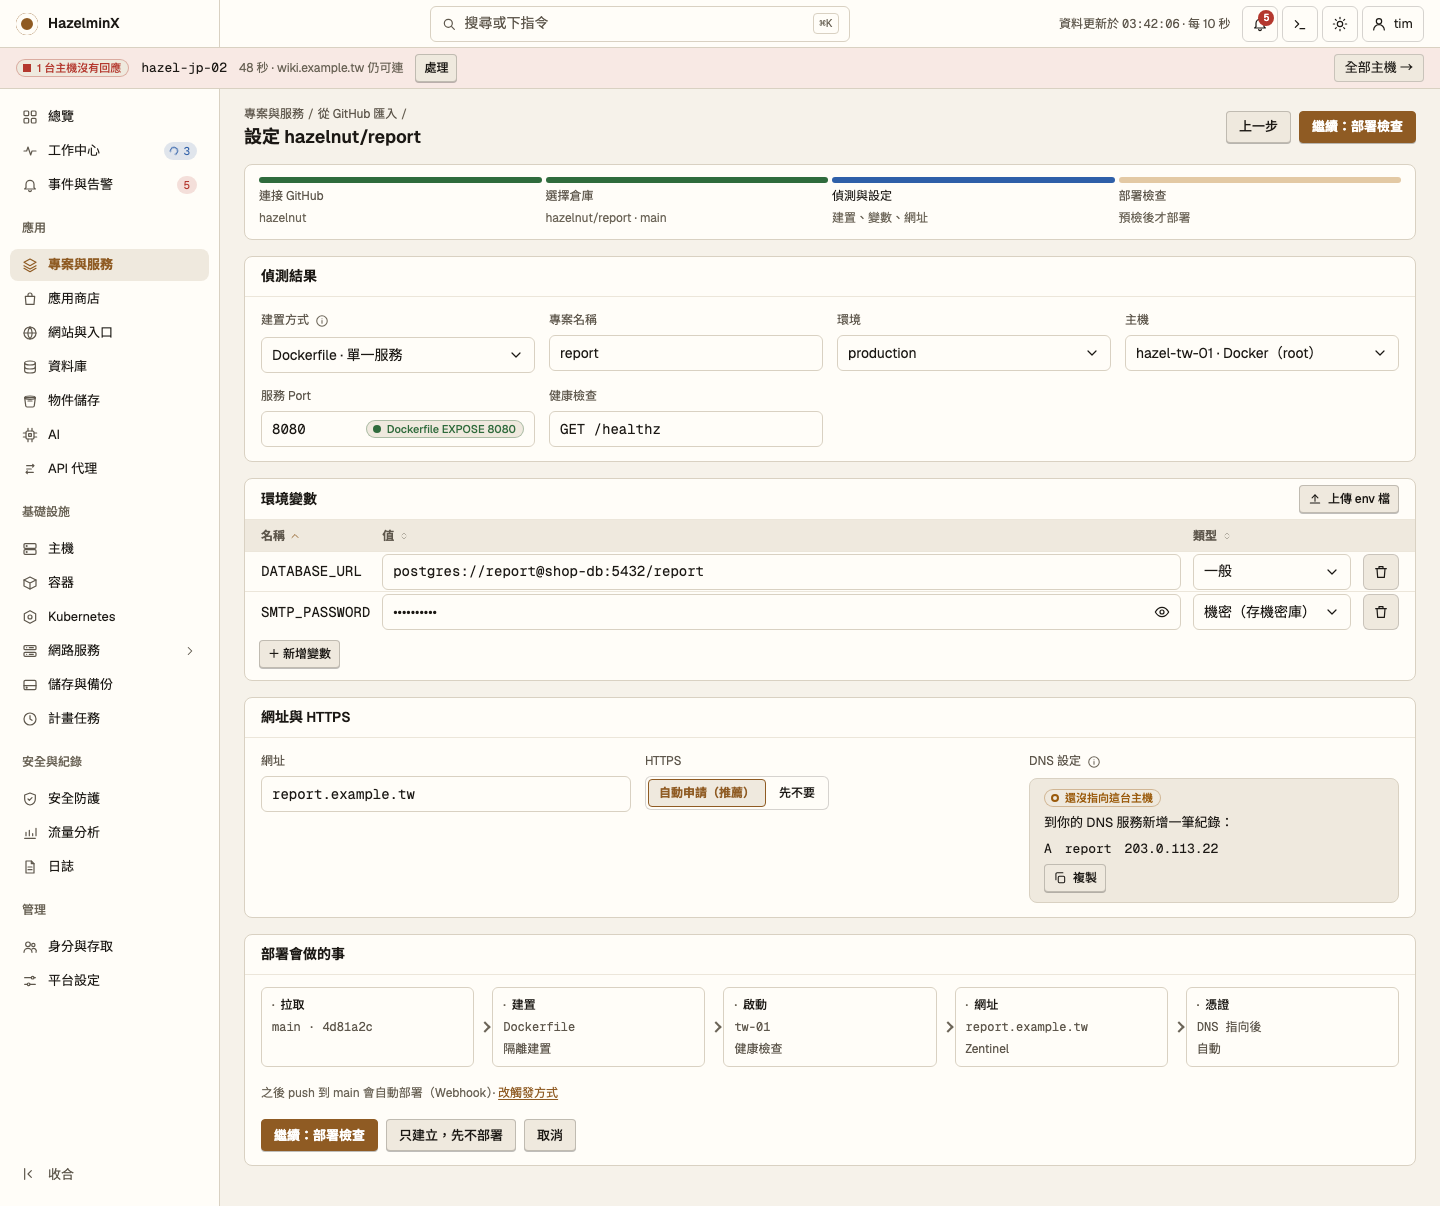 HazelminX
搜尋或下指令
⌘K
資料更新於 03:42:06 · 每 10 秒
5
tim
1 台主機沒有回應
hazel-jp-02
48 秒 · wiki.example.tw 仍可連
處理
全部主機 →
總覽
工作中心
3
事件與告警
5
應用
專案與服務
應用商店
網站與入口
資料庫
物件儲存
AI
API 代理
基礎設施
主機
容器
Kubernetes
網路服務
儲存與備份
計畫任務
安全與紀錄
安全防護
流量分析
日誌
管理
身分與存取
平台設定
收合
專案與服務 / 從 GitHub 匯入 /
設定 hazelnut/report
上一步
繼續：部署檢查
連接 GitHub
hazelnut
選擇倉庫
hazelnut/report · main
偵測與設定
建置、變數、網址
部署檢查
預檢後才部署
偵測結果
建置方式
Dockerfile · 單一服務
專案名稱
report
環境
production
主機
hazel-tw-01 · Docker（root）
服務 Port
8080
Dockerfile EXPOSE 8080
健康檢查
GET /healthz
環境變數
上傳 env 檔
名稱
值
類型
DATABASE_URL
postgres://report@shop-db:5432/report
一般
SMTP_PASSWORD
••••••••••
機密（存機密庫）
新增變數
網址與 HTTPS
網址
report.example.tw
HTTPS
自動申請（推薦）
先不要
DNS 設定
還沒指向這台主機
到你的 DNS 服務新增一筆紀錄：
A report 203.0.113.22
複製
部署會做的事
· 拉取
main · 4d81a2c
· 建置
Dockerfile
隔離建置
· 啟動
tw-01
健康檢查
· 網址
report.example.tw
Zentinel
· 憑證
DNS 指向後
自動
之後 push 到 main 會自動部署（Webhook）· 改觸發方式
繼續：部署檢查
只建立，先不部署
取消